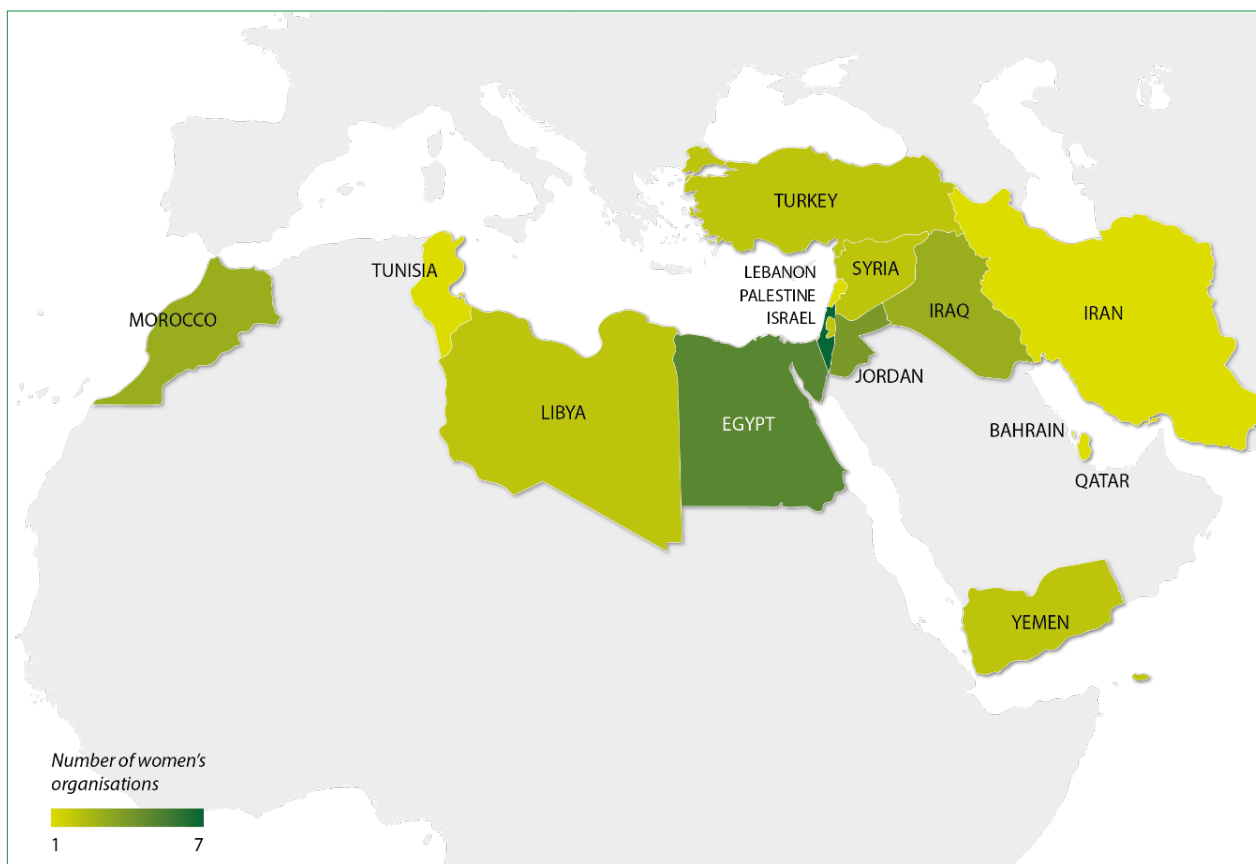 TURKEY
TUNISIA
LEBANON
SYRIA
PALESTINE
MOROCCO
ISRAEL
IRAQ
IRAN
JORDAN
LIBYA
EGYPT
BAHRAIN
QATAR
YEMEN
Number of women's
organisations
1 7